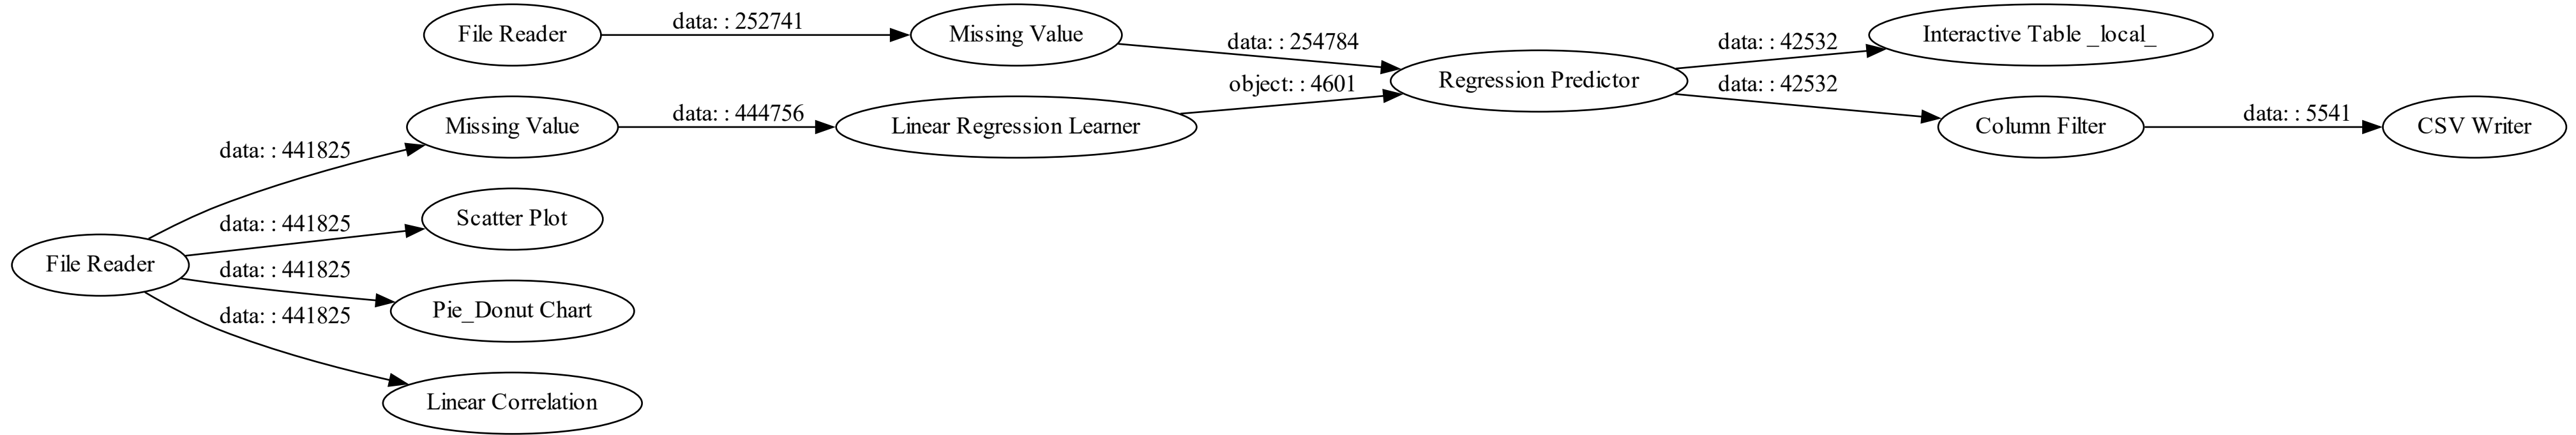 File Reader
data: : 252741
Missing Value
data: : 254784
data: : 42532
Interactive Table _local_
Regression Predictor
object: : 4601
data: : 42532
Missing Value
data: : 444756
Linear Regression Learner
Column Filter
data: : 5541
CSV Writer
data: : 441825
data: : 441825
Scatter Plot
File Reader
data: : 441825
Pie_Donut Chart
data: : 441825
Linear Correlation